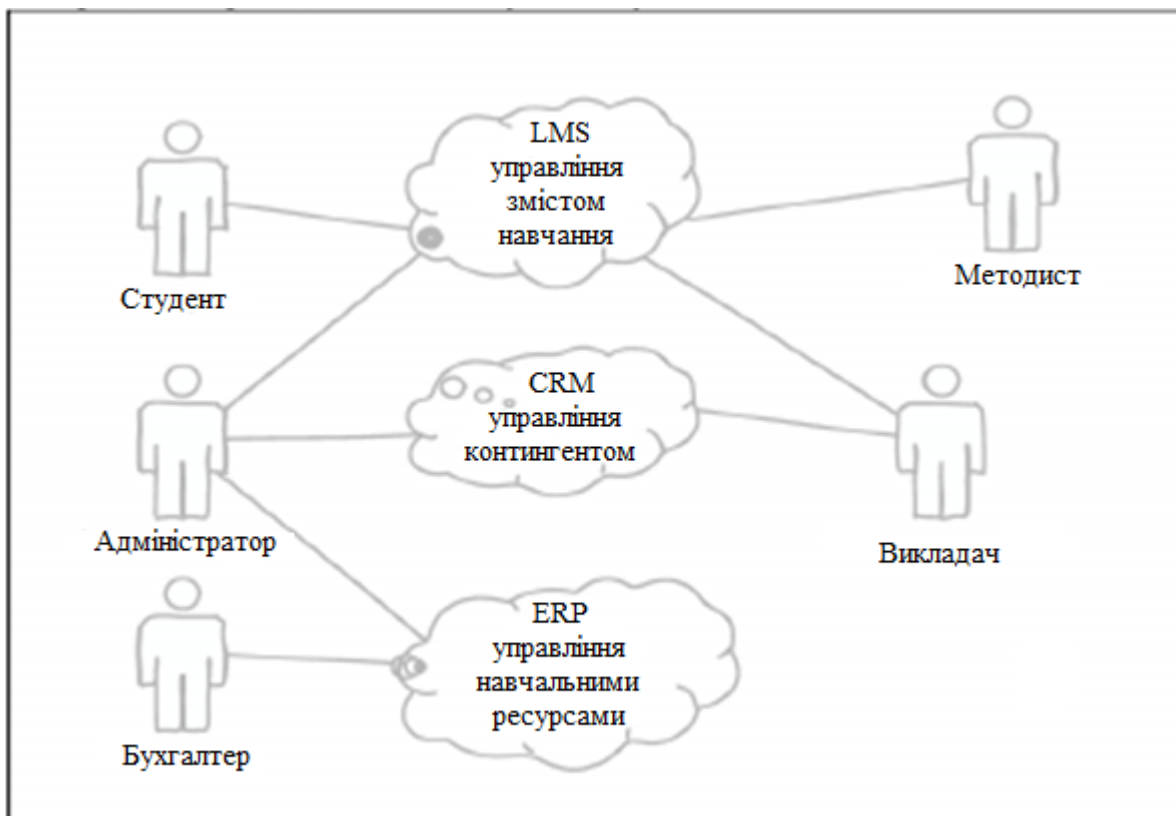 LMS
управління
змістом
навчання
Студент
Методист
CRM
управління
контингентом
Адміністратор
Викладач
ERP
управління
навчальними
ресурсами
Бухгалтер